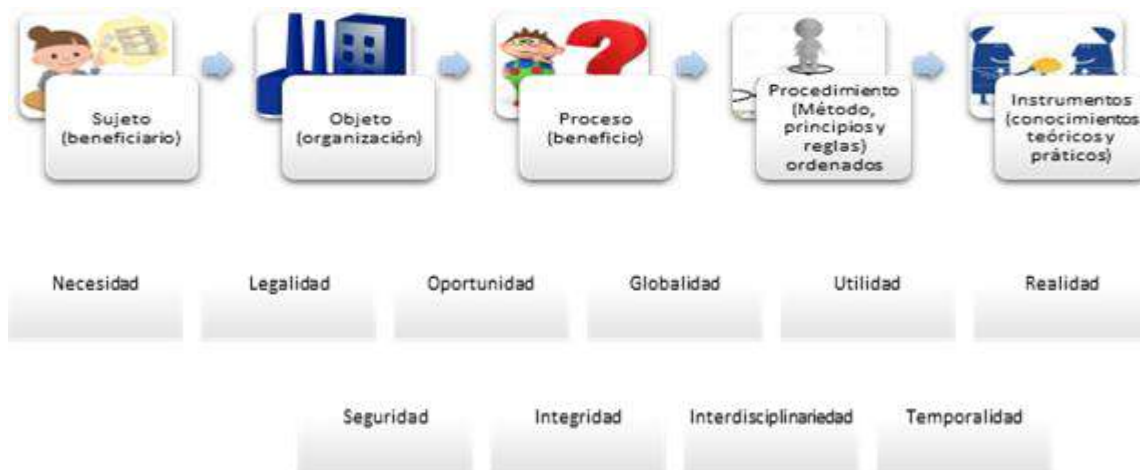 Sujeto
(beneficiario)
Objeto
(organización)
Proceso
(beneficio)
Procedimiento
(Método,
principios y
reglas)
ordenados
Instrumentos
(conocimientos
teóricos y
práticos)
Necesidad
Legalidad
Oportunidad
Globalidad
Utilidad
Realidad
Seguridad
Integridad
Interdisciplinariedad
Temporalidad